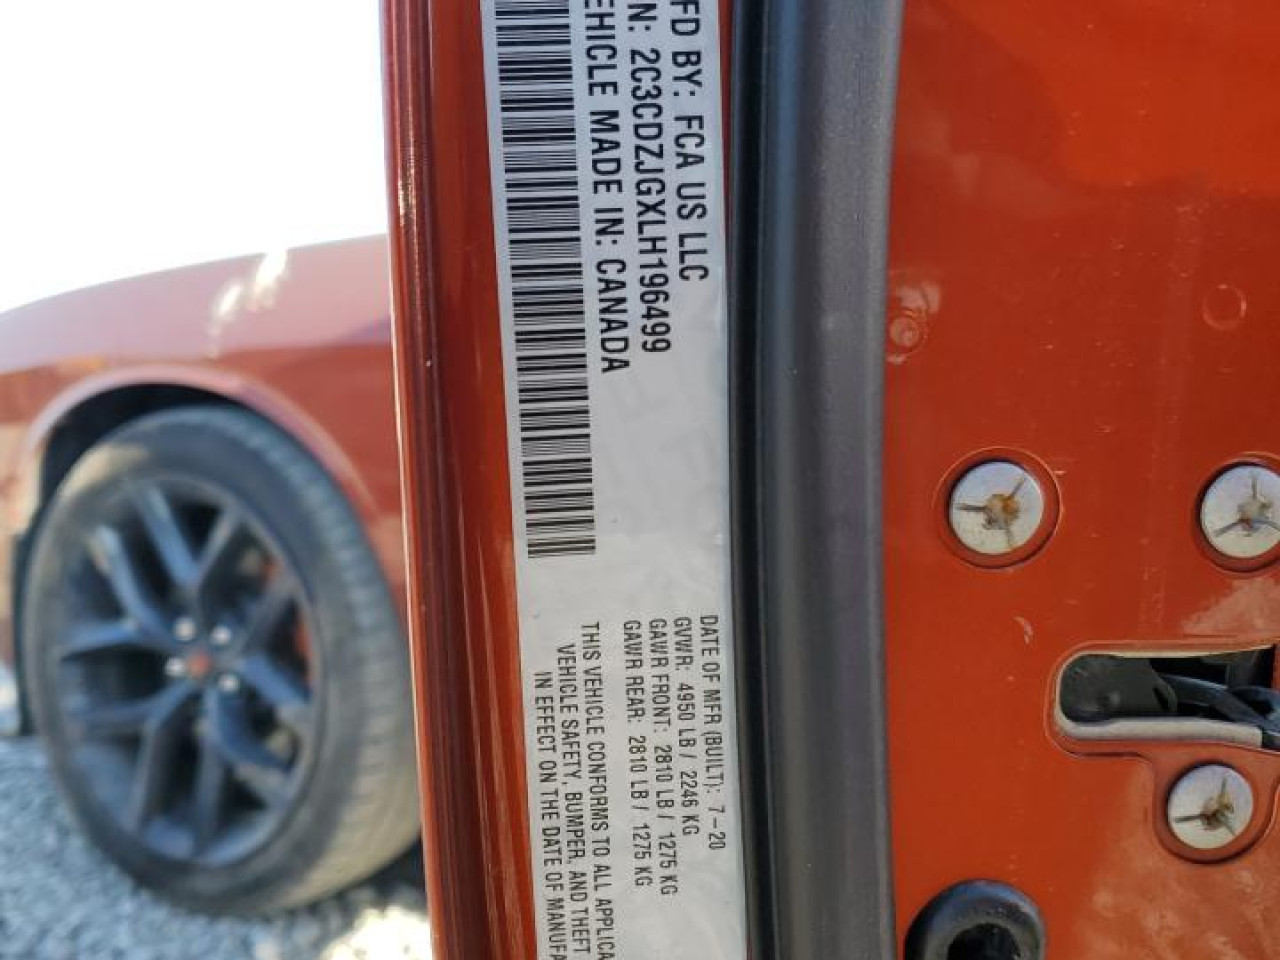 FD BY: FCA US LLC
N: 2C3CDZJGXLH196499
EHICLE MADE IN: CANADA
DATE OF MFR (BUILT): 7-20
GVWR: 4950 LB / 2246 KG
GAWR FRONT: 2810 LB / 1275 KG
GAWR REAR: 2810 LB / 1275 KG
THIS VEHICLE CONFORMS TO ALL APPLICA
VEHICLE SAFETY, BUMPER, AND THEFT
IN EFFECT ON THE DATE OF MANUFA